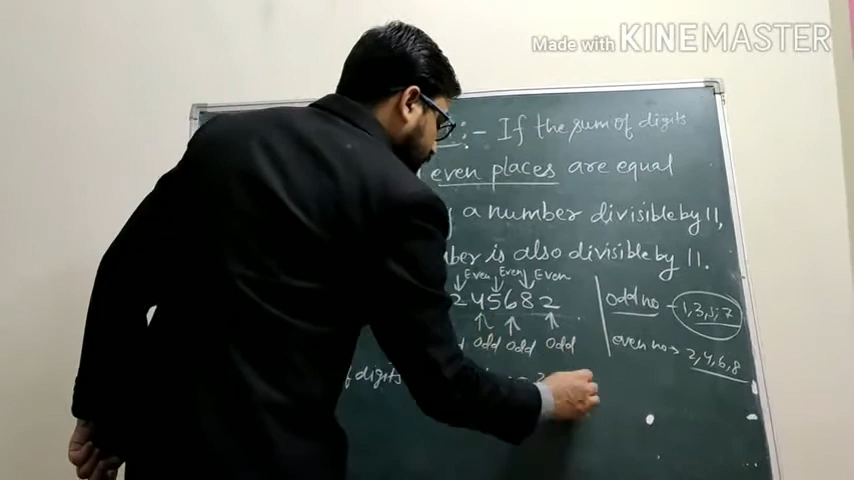 Made with KINEMASTER
:- If the sum of digits
even places are equal
a number divisible by 11,
is also divisible by 11.
Even Even Even
2 4 5 6 8 2
odd no → 1, 3, 5, 7
Odd Odd Odd
even no → 2, 4, 6, 8
digits